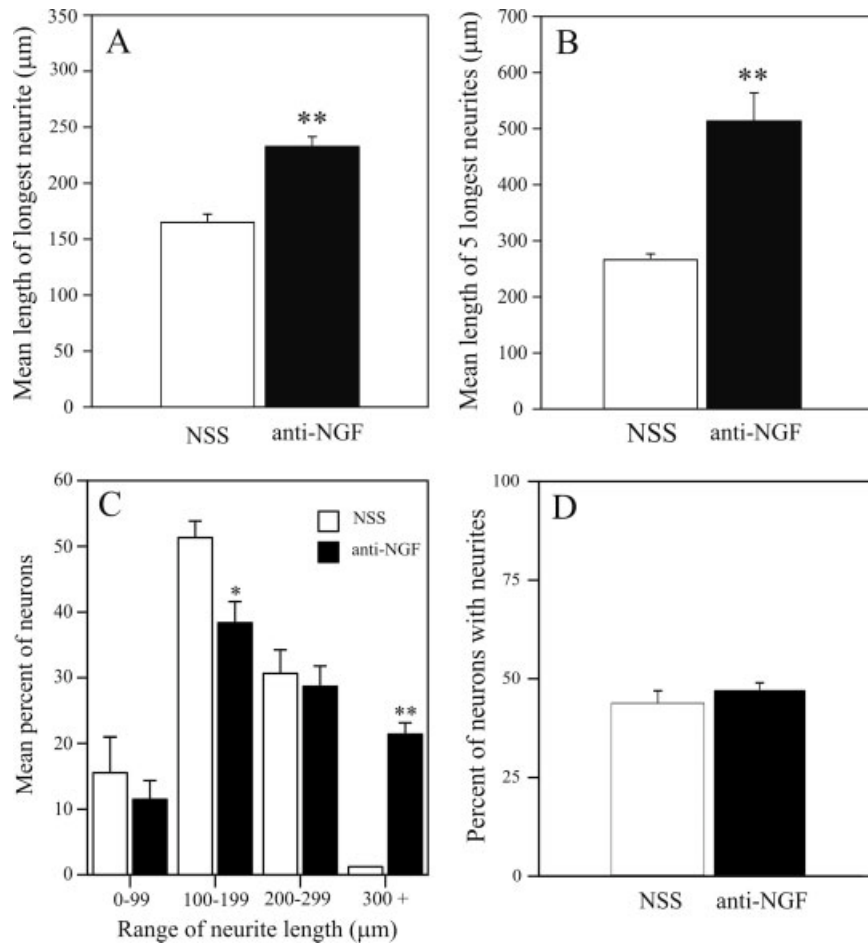 A
Mean length of longest neurite (μm)
350
300
250
200
150
100
50
0
**
NSS
anti-NGF
B
Mean length of 5 longest neurites (μm)
700
600
500
400
300
200
100
0
**
NSS
anti-NGF
C
Mean percent of neurons
60
50
40
30
20
10
0
NSS
anti-NGF
*
**
0-99
100-199
200-299
300 +
Range of neurite length (μm)
D
Percent of neurons with neurites
100
75
50
25
0
NSS
anti-NGF